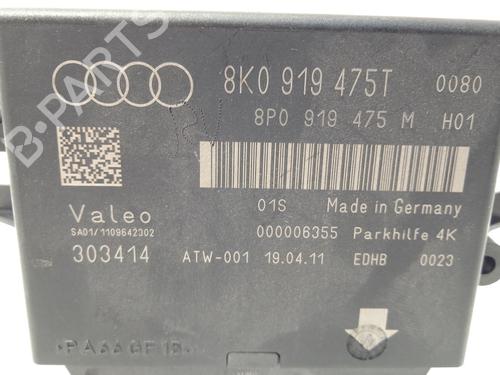 B-PARTS
8K0 919 475T 0080
8P0 919 475 M H01
Valeo 01S Made in Germany
SA01/1109642302 000006355 Parkhilfe 4K
303414 ATW-001 19.04.11 EDHB 0023
•PA66GF10•